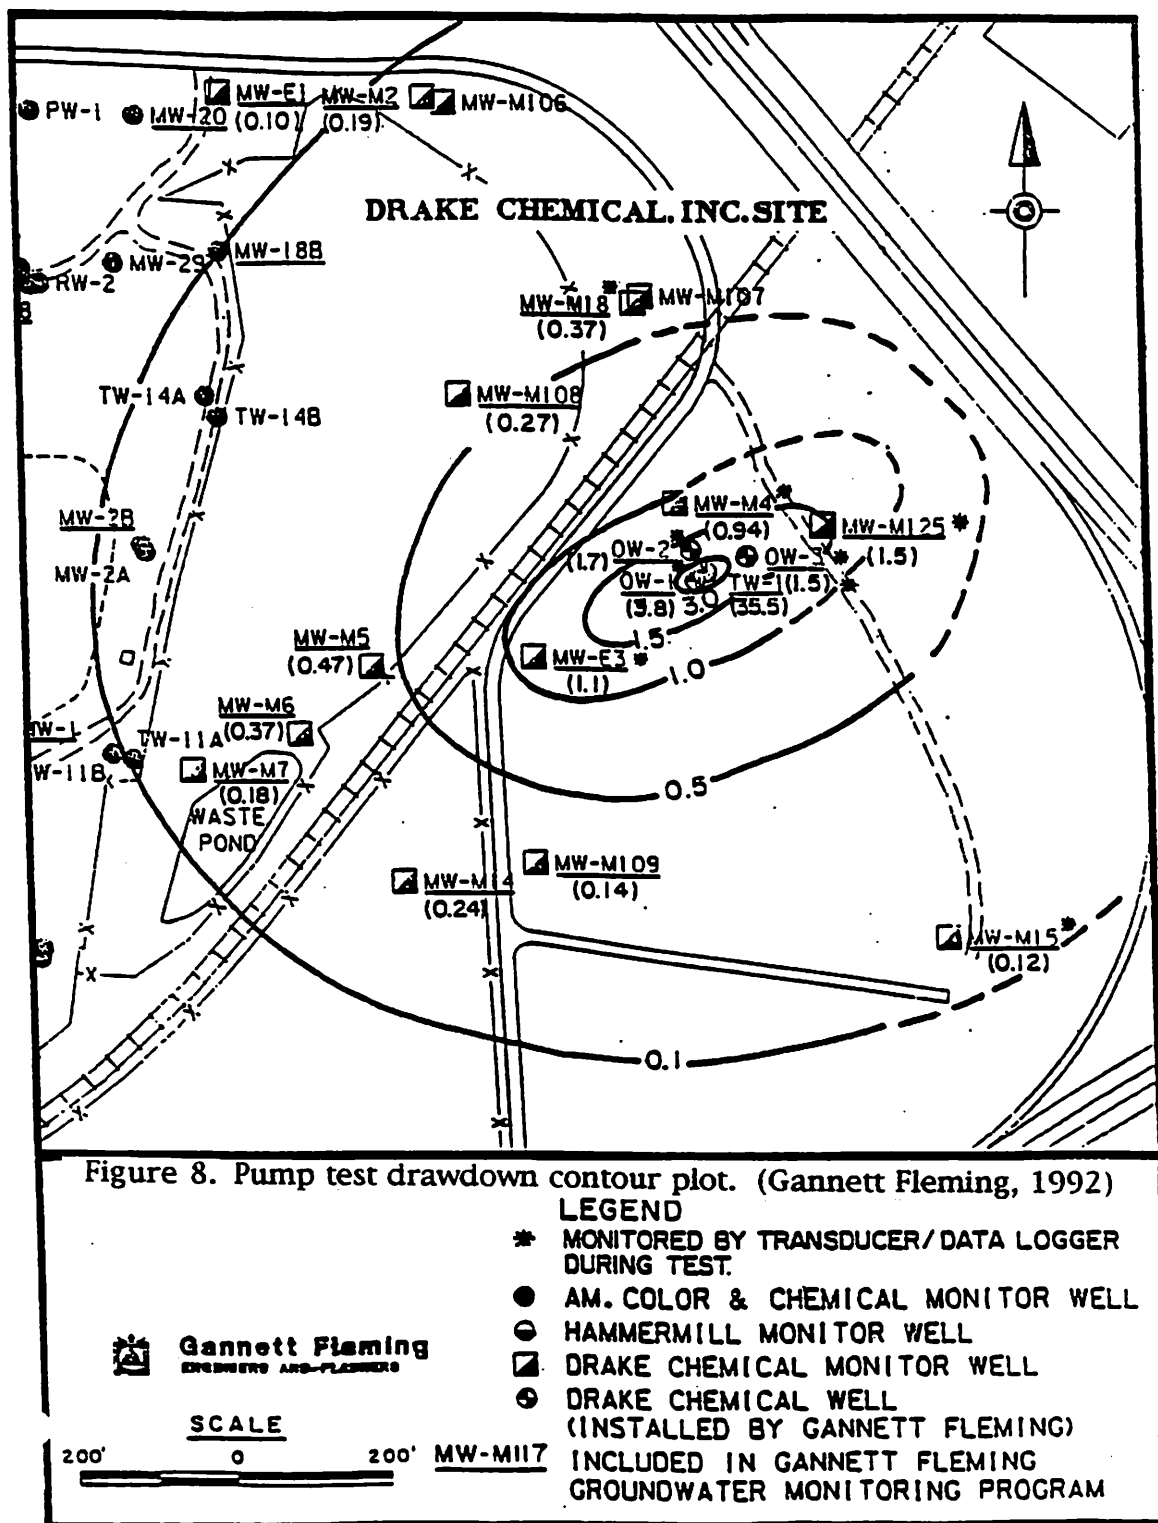 PW-1
MW-20
MW-E1
(0.10)
MW-M2
(0.19)
MW-M106
DRAKE CHEMICAL. INC. SITE
MW-18B
MW-29
RW-2
MW-M18
(0.37)
MW-M107
TW-14A
TW-14B
MW-M108
(0.27)
MW-2B
MW-2A
MW-M4
(0.94)
MW-M125
(1.5)
(1.7) OW-2
OW-3
(1.5)
OW-1
(3.8)
3.0
TW-1
(35.5)
1.5
MW-M5
(0.47)
MW-E3
(1.1)
1.0
MW-M6
(0.37)
TW-11A
W-11B
MW-M7
(0.18)
WASTE
POND
0.5
MW-M14
(0.24)
MW-M109
(0.14)
MW-M15
(0.12)
0.1
Figure 8. Pump test drawdown contour plot. (Gannett Fleming, 1992)
LEGEND
MONITORED BY TRANSDUCER/DATA LOGGER
DURING TEST.
AM. COLOR & CHEMICAL MONITOR WELL
HAMMERMILL MONITOR WELL
DRAKE CHEMICAL MONITOR WELL
DRAKE CHEMICAL WELL
(INSTALLED BY GANNETT FLEMING)
MW-M117 INCLUDED IN GANNETT FLEMING
GROUNDWATER MONITORING PROGRAM
Gannett Fleming
ENGINEERS AND PLANNERS
SCALE
200' 0 200'